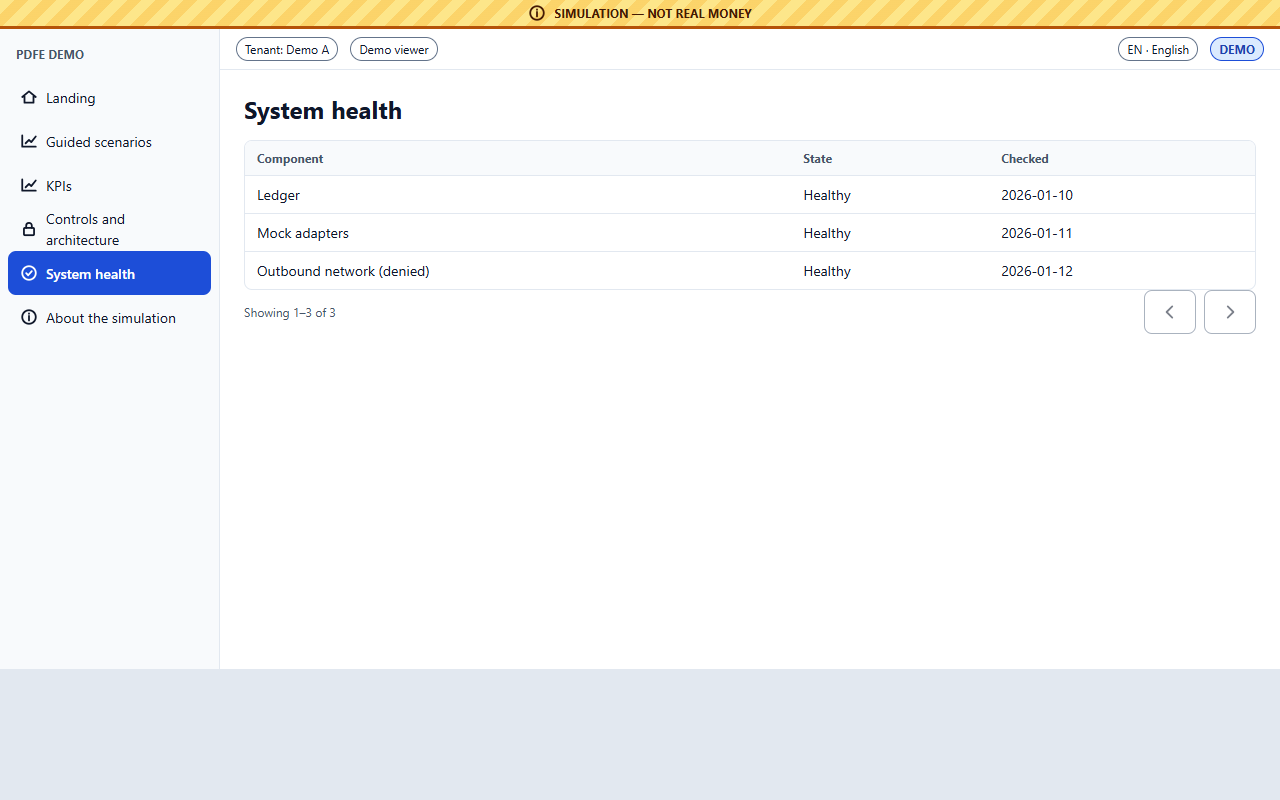 SIMULATION — NOT REAL MONEY
PDFE DEMO
Landing
Guided scenarios
KPIs
Controls and
architecture
System health
About the simulation
Tenant: Demo A
Demo viewer
EN · English
DEMO
System health
Component State Checked
Ledger Healthy 2026-01-10
Mock adapters Healthy 2026-01-11
Outbound network (denied) Healthy 2026-01-12
Showing 1–3 of 3